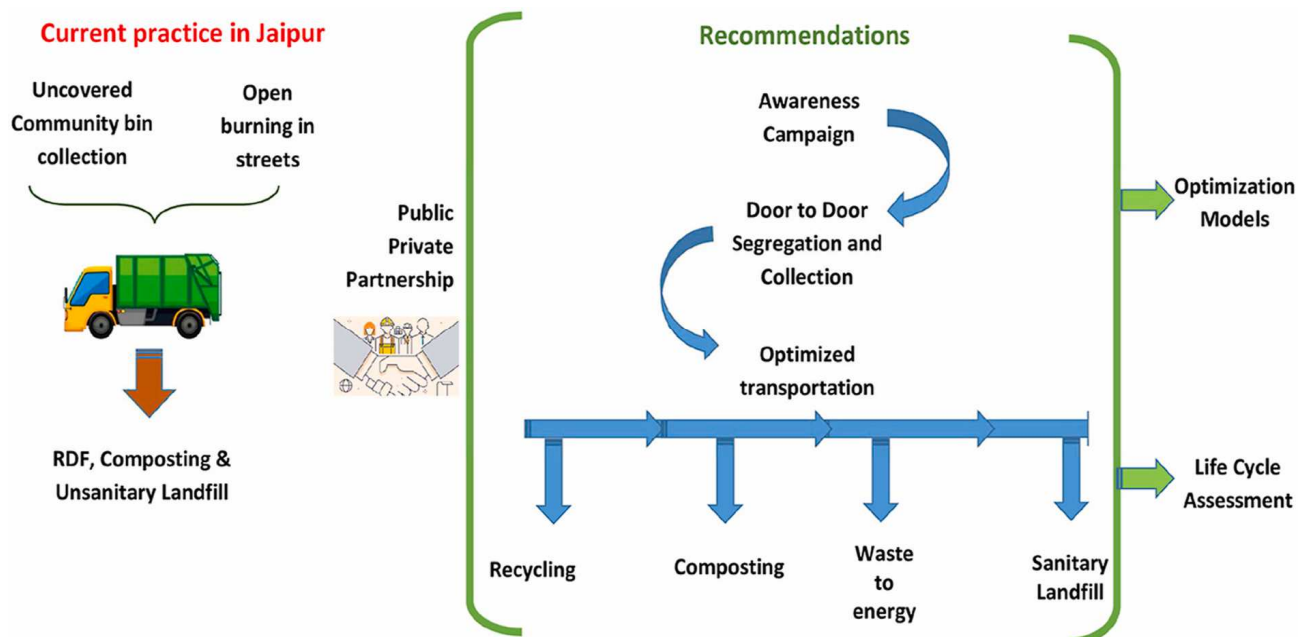 Current practice in Jaipur
Uncovered
Community bin
collection
Open
burning in
streets
RDF, Composting &
Unsanitary Landfill
Public
Private
Partnership
Recommendations
Awareness
Campaign
Door to Door
Segregation and
Collection
Optimized
transportation
Recycling
Composting
Waste
to
energy
Sanitary
Landfill
Optimization
Models
Life Cycle
Assessment